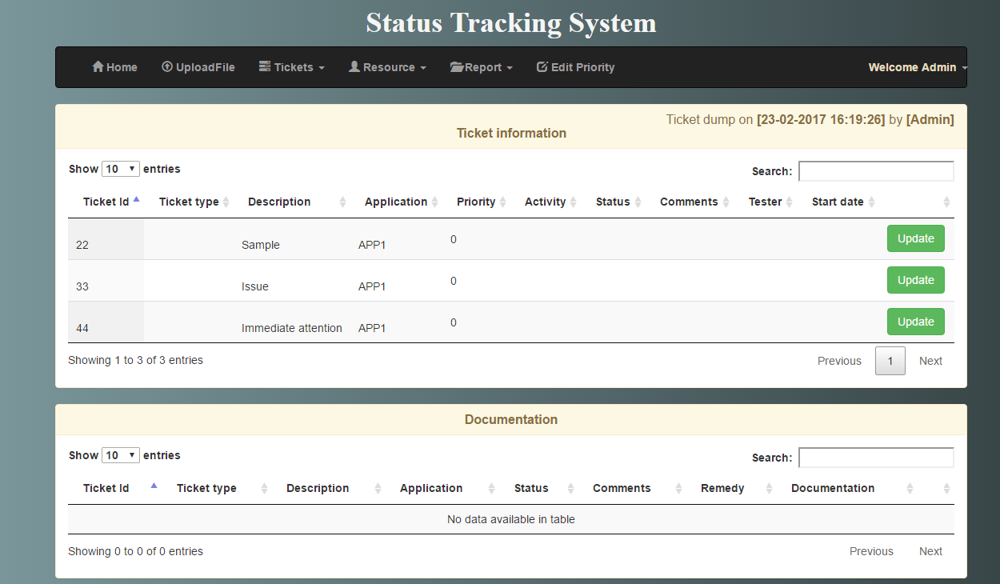 Status Tracking System
Home UploadFile Tickets Resource Report Edit Priority Welcome Admin
Ticket dump on [23-02-2017 16:19:26] by [Admin]
Ticket information
Show 10 entries Search:
Ticket Id Ticket type Description Application Priority Activity Status Comments Tester Start date
22 Sample APP1 0 Update
33 Issue APP1 0 Update
44 Immediate attention APP1 0 Update
Showing 1 to 3 of 3 entries Previous 1 Next
Documentation
Show 10 entries Search:
Ticket Id Ticket type Description Application Status Comments Remedy Documentation
No data available in table
Showing 0 to 0 of 0 entries Previous Next